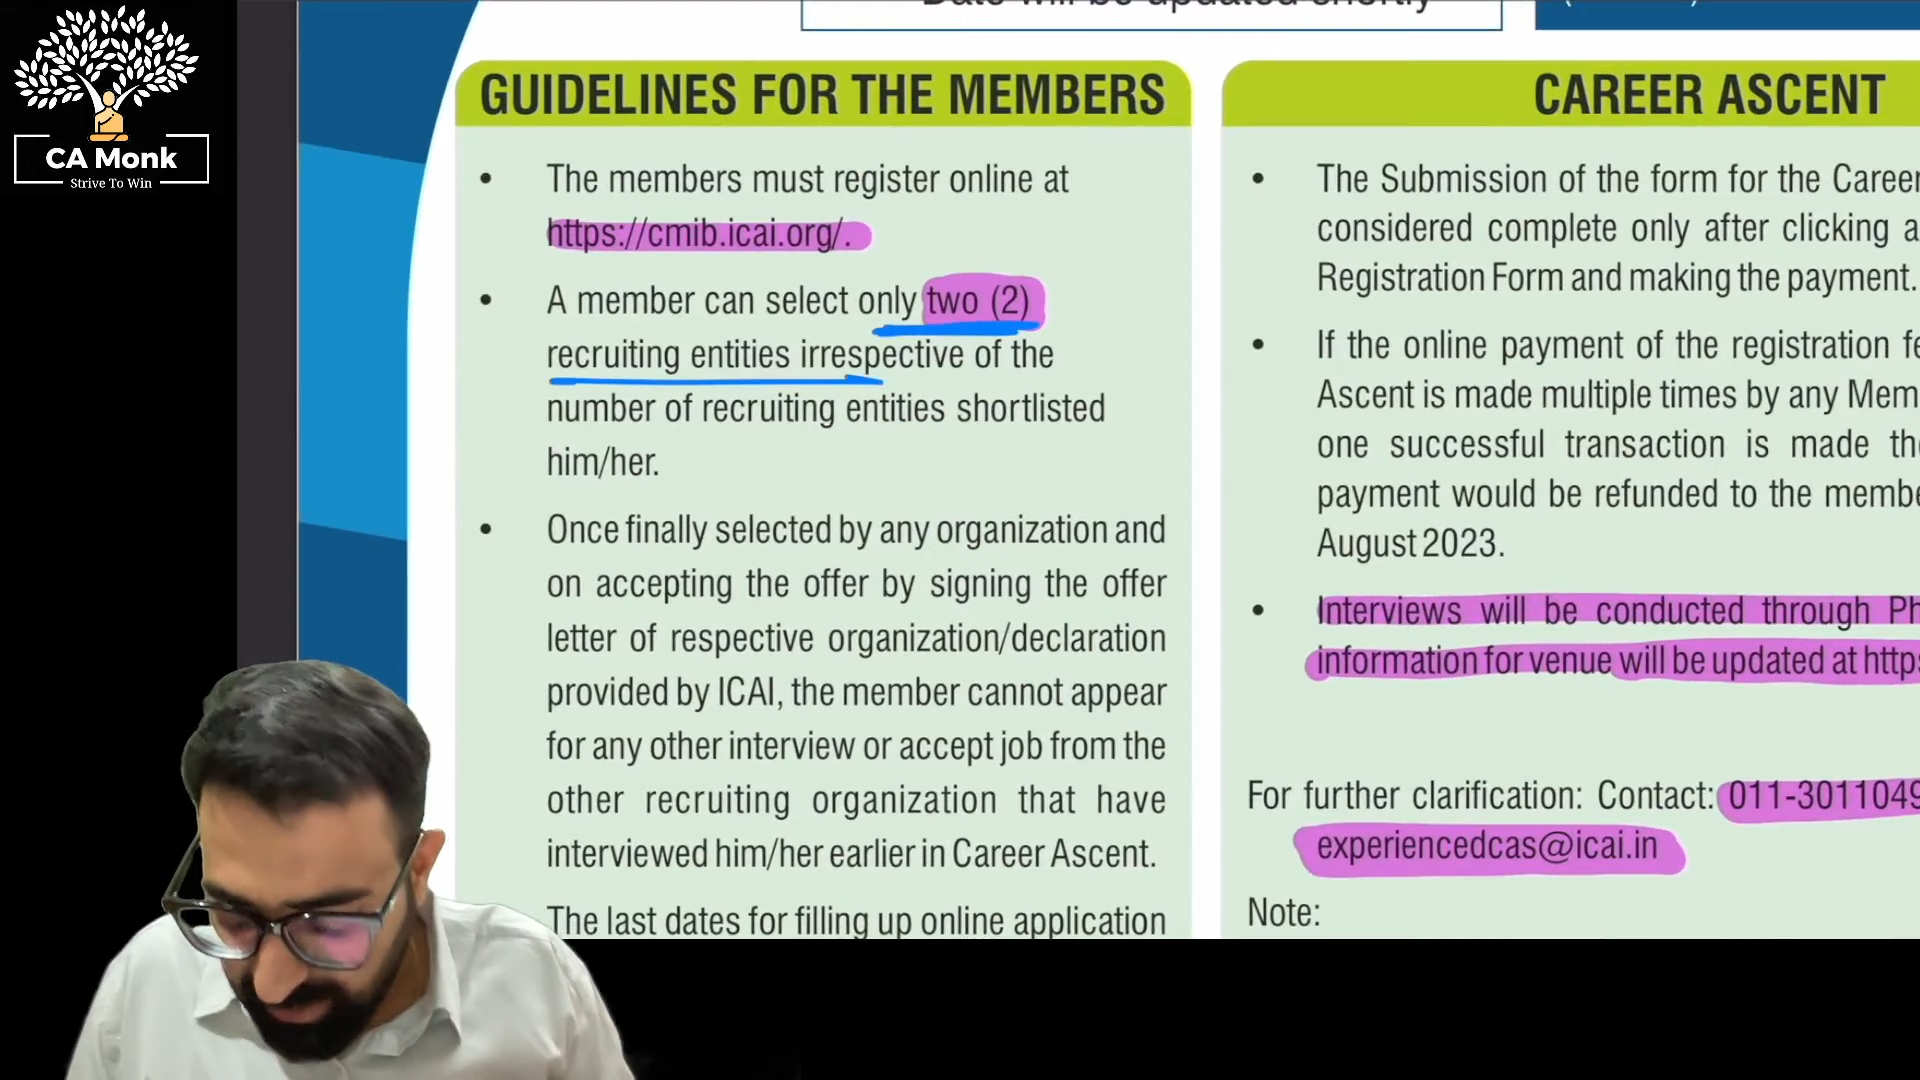 Date will be updated shortly
CA Monk
Strive To Win
GUIDELINES FOR THE MEMBERS
• The members must register online at
https://cmib.icai.org/.
• A member can select only two (2)
recruiting entities irrespective of the
number of recruiting entities shortlisted
him/her.
• Once finally selected by any organization and
on accepting the offer by signing the offer
letter of respective organization/declaration
provided by ICAI, the member cannot appear
for any other interview or accept job from the
other recruiting organization that have
interviewed him/her earlier in Career Ascent.
The last dates for filling up online application
CAREER ASCENT
• The Submission of the form for the Career
considered complete only after clicking a
Registration Form and making the payment.
• If the online payment of the registration fe
Ascent is made multiple times by any Mem
one successful transaction is made the
payment would be refunded to the membe
August 2023.
• Interviews will be conducted through Ph
information for venue will be updated at https
For further clarification: Contact: 011-3011049
experiencedcas@icai.in
Note: